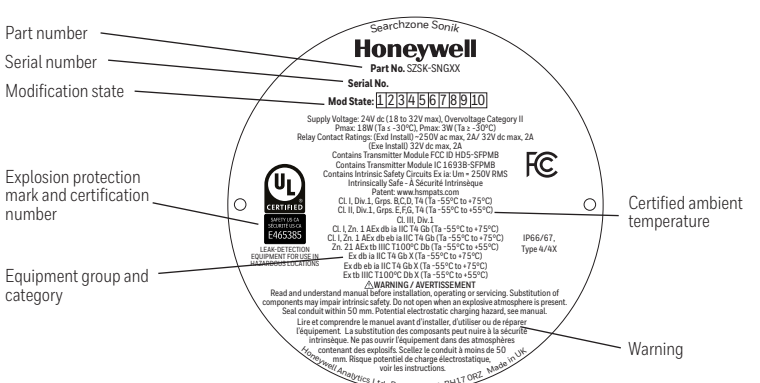 Searchzone Sonik
Honeywell
Part number
Part No. SZSK-SNGXX
Serial number
Serial No.
Modification state
Mod State: 1 2 3 4 5 6 7 8 9 10
Supply Voltage: 24V dc (18 to 32V max), Overvoltage Category II
Pmax: 18W (Ta ≤ -30°C), Pmax: 3W (Ta ≥ -30°C)
Relay Contact Ratings: (Exd Install) ~250V ac max, 2A/ 32V dc max, 2A
(Exe Install) 32V dc max, 2A
Contains Transmitter Module FCC ID HD5-SFPMB
Contains Transmitter Module IC 1693B-SFPMB
Contains Intrinsic Safety Circuits Ex ia: Um = 250V RMS
Intrinsically Safe - A Sécurité Intrinsèque
Patent: www.hsmpats.com
Cl. I, Div.1, Grps. B,C,D, T4 (Ta -55°C to +75°C)
Cl. II, Div.1, Grps. E,F,G, T4 (Ta -55°C to +55°C)
Cl. III, Div.1
Cl. I, Zn. 1 AEx db ia IIC T4 Gb (Ta -55°C to +75°C)
Cl. I, Zn. 1 AEx db eb ia IIC T4 Gb (Ta -55°C to +75°C)
Zn. 21 AEx tb IIIC T100°C Db (Ta -55°C to +55°C)
Ex db ia IIC T4 Gb X (Ta -55°C to +75°C)
Ex db eb ia IIC T4 Gb X (Ta -55°C to +75°C)
Ex tb IIIC T100°C Db X (Ta -55°C to +55°C)
FC
UL
®
CERTIFIED
SAFETY US-CA
SÉCURITÉ US-CA
E465385
LEAK-DETECTION
EQUIPMENT FOR USE IN
HAZARDOUS LOCATIONS
IP66/67,
Type 4/4X
Explosion protection
mark and certification
number
Certified ambient
temperature
Equipment group and
category
WARNING / AVERTISSEMENT
Read and understand manual before installation, operating or servicing. Substitution of
components may impair intrinsic safety. Do not open when an explosive atmosphere is present.
Seal conduit within 50 mm. Potential electrostatic charging hazard, see manual.
Lire et comprendre le manuel avant d'installer, d'utiliser ou de réparer
l'équipement. La substitution des composants peut nuire à la sécurité
intrinsèque. Ne pas ouvrir l'équipement dans des atmosphères
contenant des explosifs. Scellez le conduit à moins de 50
mm. Risque potentiel de charge électrostatique,
voir les instructions.
Warning
Honeywell Analytics BH17 0RZ Made in UK